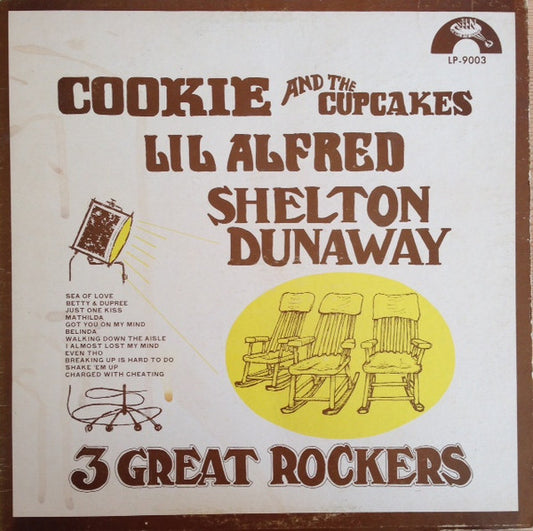 LP-9003
COOKIE AND THE CUPCAKES
LIL ALFRED
SHELTON
DUNAWAY
SEA OF LOVE
BETTY & DUPREE
JUST ONE KISS
MATHILDA
GOT YOU ON MY MIND
BELINDA
WALKING DOWN THE AISLE
I ALMOST LOST MY MIND
EVEN THO
BREAKING UP IS HARD TO DO
SHAKE 'EM UP
CHARGED WITH CHEATING
3 GREAT ROCKERS